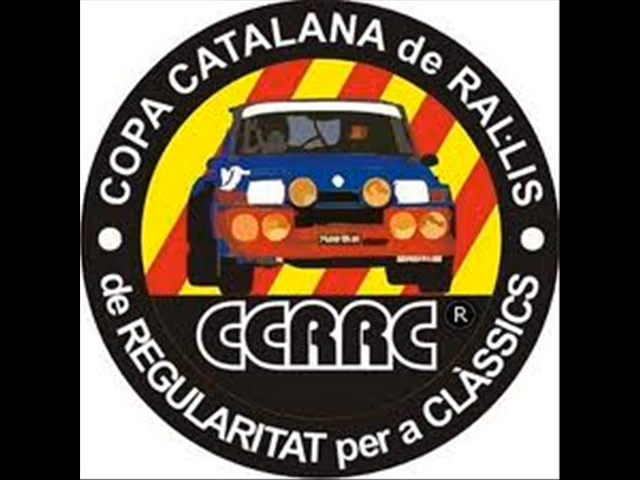 COPA CATALANA de RAL·LIS
de REGULARITAT per a CLÀSSICS
CCRRC ®